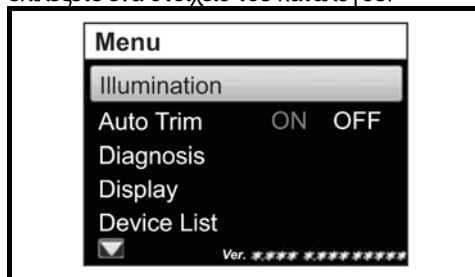 Menu
Illumination
Auto Trim ON OFF
Diagnosis
Display
Device List
Ver. *.*** *.*********